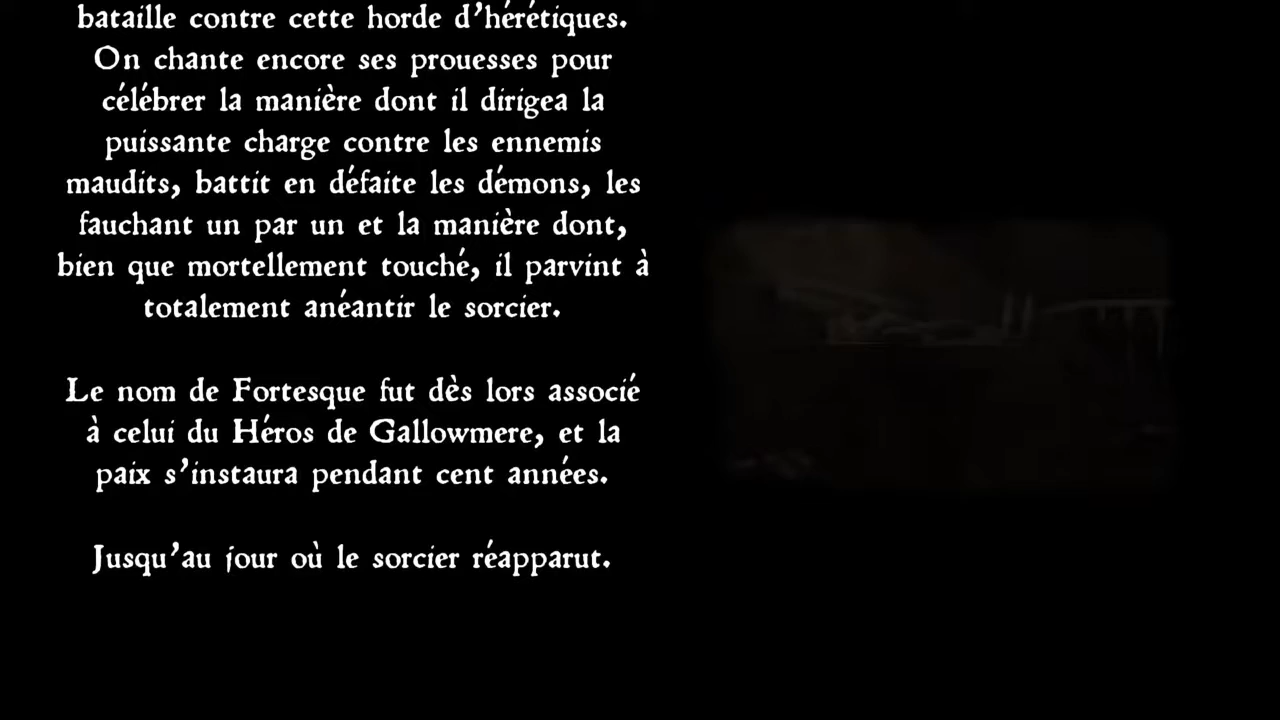 bataille contre cette horde d'hérétiques.
On chante encore ses prouesses pour
célébrer la manière dont il dirigea la
puissante charge contre les ennemis
maudits, battit en défaite les démons, les
fauchant un par un et la manière dont,
bien que mortellement touché, il parvint à
totalement anéantir le sorcier.
Le nom de Fortesque fut dès lors associé
à celui du Héros de Gallowmere, et la
paix s'instaura pendant cent années.
Jusqu'au jour où le sorcier réapparut.